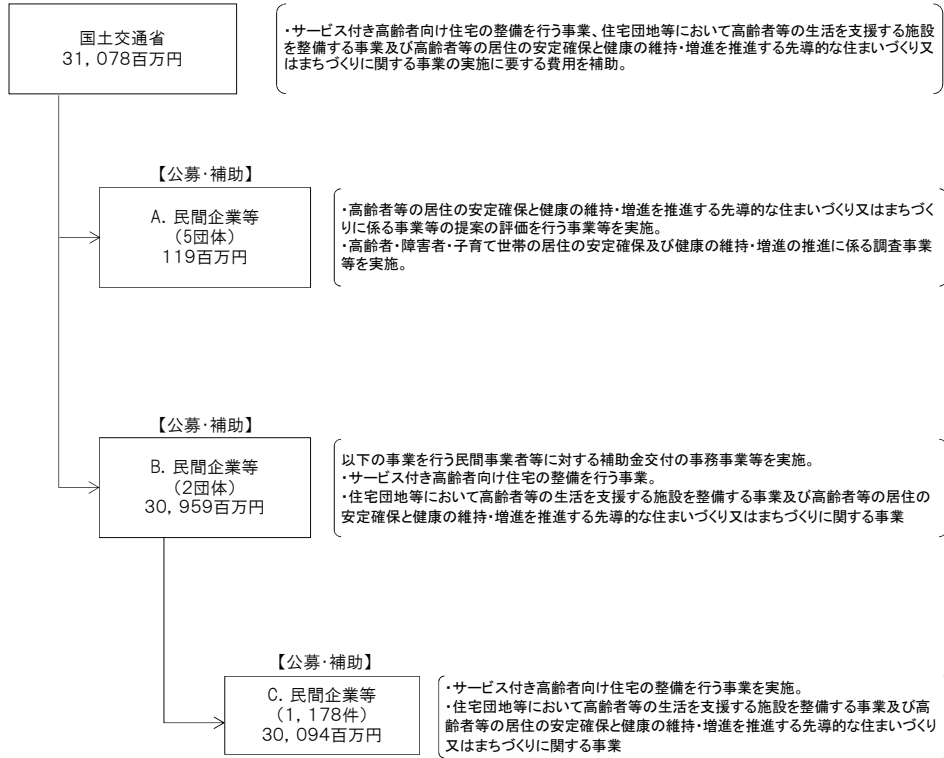 国土交通省
31,078百万円
・サービス付き高齢者向け住宅の整備を行う事業、住宅団地等において高齢者等の生活を支援する施設
を整備する事業及び高齢者等の居住の安定確保と健康の維持・増進を推進する先導的な住まいづくり又
はまちづくりに関する事業の実施に要する費用を補助。
【公募・補助】
A．民間企業等
(5団体)
119百万円
・高齢者等の居住の安定確保と健康の維持・増進を推進する先導的な住まいづくり又はまちづく
りに係る事業等の提案の評価を行う事業等を実施。
・高齢者・障害者・子育て世帯の居住の安定確保及び健康の維持・増進の推進に係る調査事業
等を実施。
【公募・補助】
B．民間企業等
(2団体)
30,959百万円
以下の事業を行う民間事業者等に対する補助金交付の事務事業等を実施。
・サービス付き高齢者向け住宅の整備を行う事業。
・住宅団地等において高齢者等の生活を支援する施設を整備する事業及び高齢者等の居住の
安定確保と健康の維持・増進を推進する先導的な住まいづくり又はまちづくりに関する事業
【公募・補助】
C．民間企業等
(1,178件)
30,094百万円
・サービス付き高齢者向け住宅の整備を行う事業を実施。
・住宅団地等において高齢者等の生活を支援する施設を整備する事業及び高
齢者等の居住の安定確保と健康の維持・増進を推進する先導的な住まいづくり
又はまちづくりに関する事業